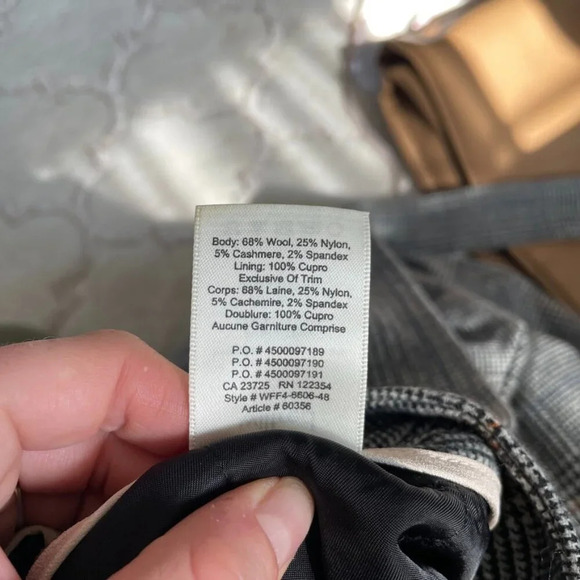 Body: 68% Wool, 25% Nylon,
5% Cashmere, 2% Spandex
Lining: 100% Cupro
Exclusive Of Trim
Corps: 68% Laine, 25% Nylon,
5% Cachemire, 2% Spandex
Doublure: 100% Cupro
Aucune Garniture Comprise
P.O. # 4500097189
P.O. # 4500097190
P.O. # 4500097191
CA 23725 RN 122354
Style # WFF4-6606-48
Article # 60356